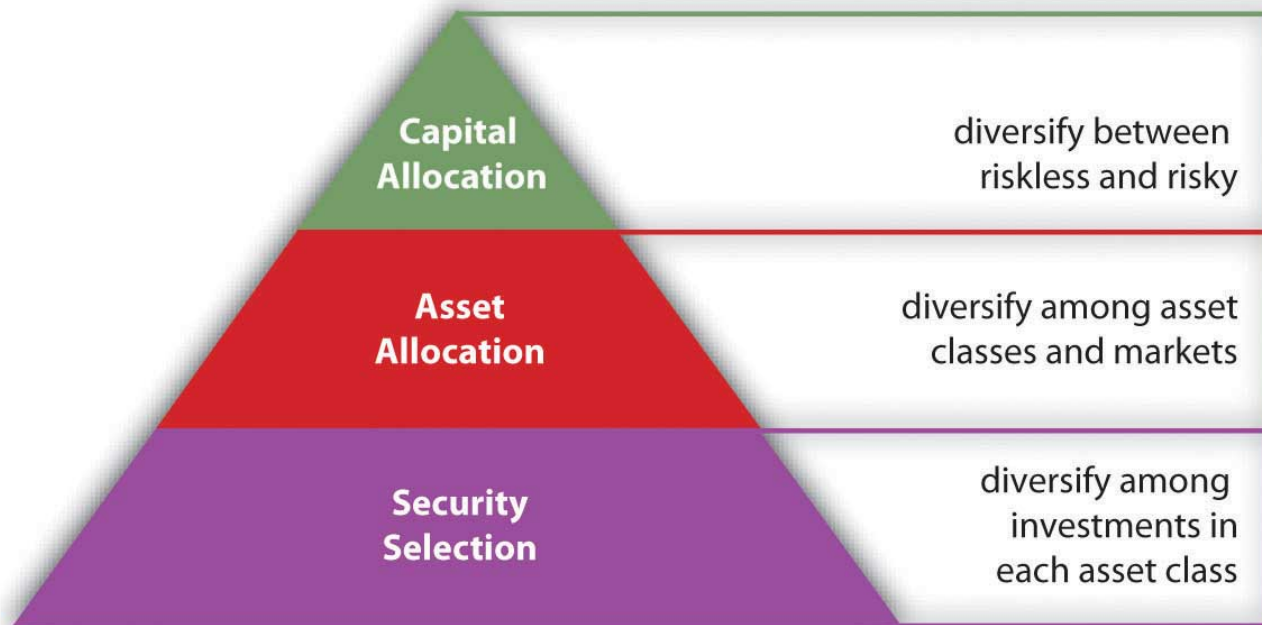 Capital
Allocation
diversify between
riskless and risky
Asset
Allocation
diversify among asset
classes and markets
Security
Selection
diversify among
investments in
each asset class